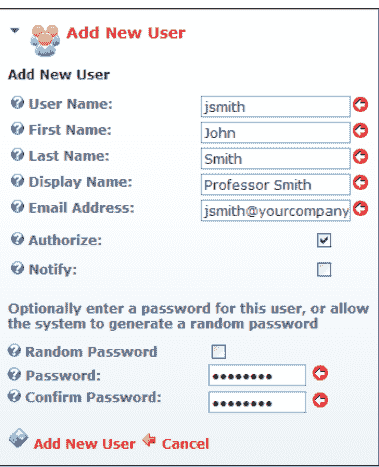 Add New User
Add New User
User Name: jsmith
First Name: John
Last Name: Smith
Display Name: Professor Smith
Email Address: jsmith@yourcompany
Authorize:
Notify:
Optionally enter a password for this user, or allow
the system to generate a random password
Random Password
Password: ••••••••
Confirm Password: ••••••••
Add New User Cancel